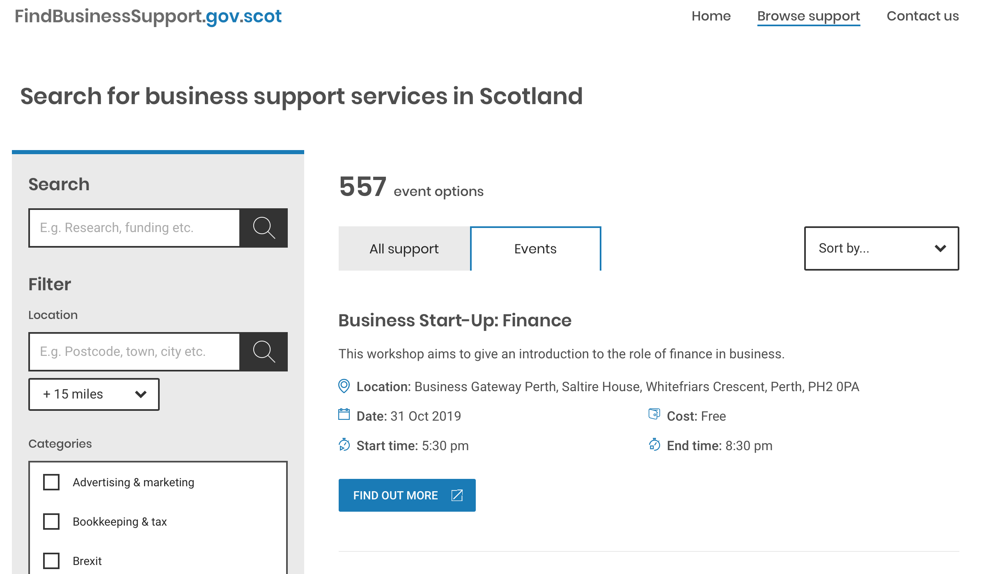 FindBusinessSupport.gov.scot
Home Browse support Contact us
Search for business support services in Scotland
Search
E.g. Research, funding etc.
Filter
Location
E.g. Postcode, town, city etc.
+ 15 miles
Categories
Advertising & marketing
Bookkeeping & tax
Brexit
557 event options
All support Events
Sort by...
Business Start-Up: Finance
This workshop aims to give an introduction to the role of finance in business.
Location: Business Gateway Perth, Saltire House, Whitefriars Crescent, Perth, PH2 0PA
Date: 31 Oct 2019 Cost: Free
Start time: 5:30 pm End time: 8:30 pm
FIND OUT MORE